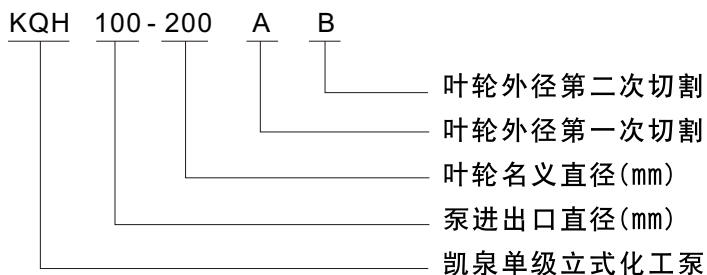 KQH 100-200 A B
叶轮外径第二次切割
叶轮外径第一次切割
叶轮名义直径(mm)
泵进出口直径(mm)
凯泉单级立式化工泵